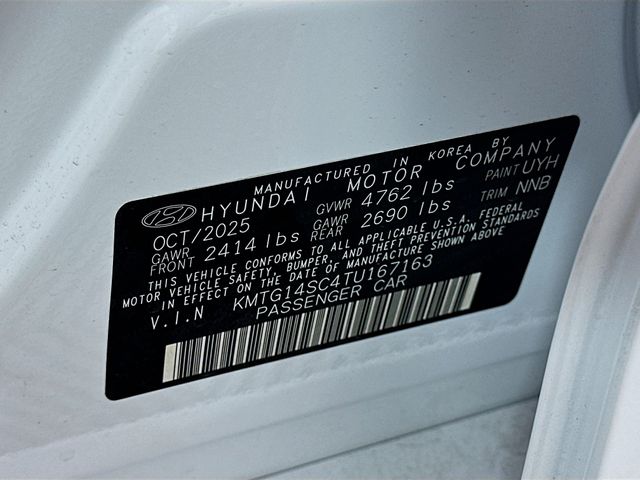 MANUFACTURED IN KOREA BY
HYUNDAI MOTOR COMPANY
OCT/2025 GVWR 4762 lbs PAINT UYH
GAWR FRONT 2414 lbs GAWR REAR 2690 lbs TRIM NNB
THIS VEHICLE CONFORMS TO ALL APPLICABLE U.S.A. FEDERAL
MOTOR VEHICLE SAFETY, BUMPER, AND THEFT PREVENTION STANDARDS
IN EFFECT ON THE DATE OF MANUFACTURE SHOWN ABOVE
V.I.N KMTG14SC4TU167163
PASSENGER CAR